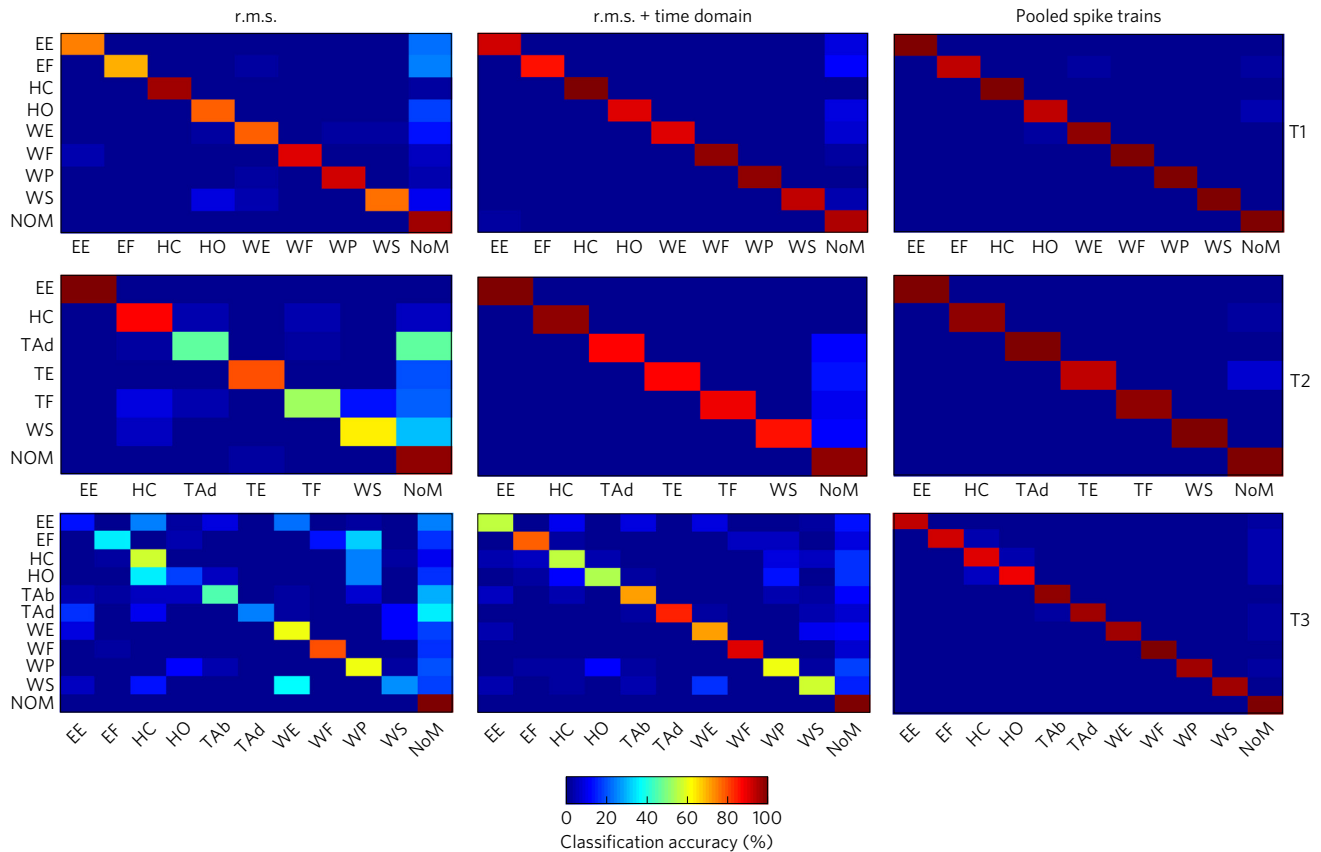 r.m.s. r.m.s. + time domain Pooled spike trains
EE
EF
HC
HO
WE
WF
WP
WS
NOM
T1
EE EF HC HO WE WF WP WS NoM
EE EF HC HO WE WF WP WS NoM
EE EF HC HO WE WF WP WS NoM
EE
HC
TAd
TE
TF
WS
NOM
T2
EE HC TAd TE TF WS NoM
EE HC TAd TE TF WS NoM
EE HC TAd TE TF WS NoM
EE
EF
HC
HO
TAb
TAd
WE
WF
WP
WS
NOM
T3
EE EF HC HO TAb TAd WE WF WP WS NoM
EE EF HC HO TAb TAd WE WF WP WS NoM
EE EF HC HO TAb TAd WE WF WP WS NoM
0 20 40 60 80 100
Classification accuracy (%)